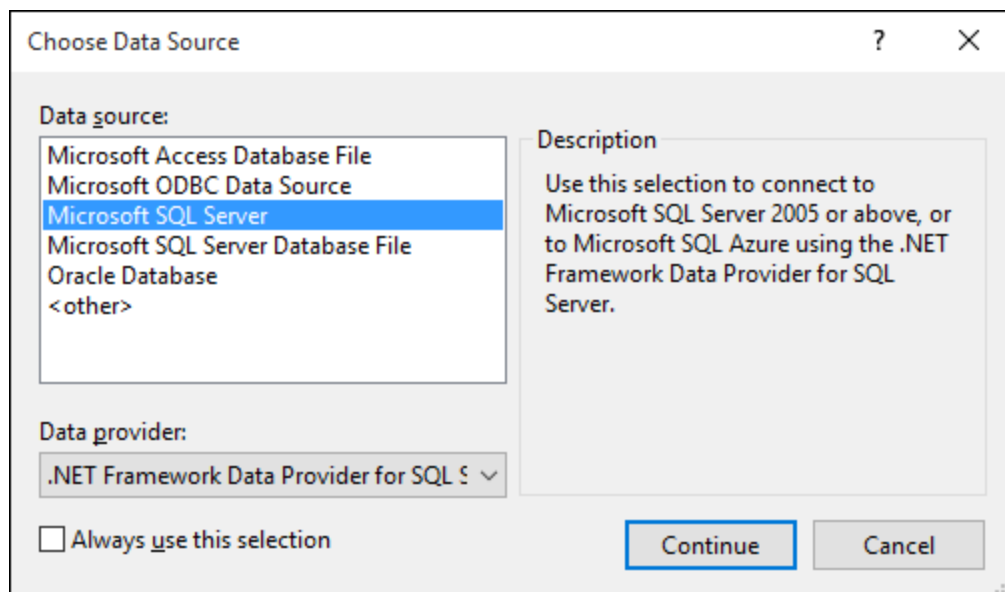 Choose Data Source
?
Data source:
Microsoft Access Database File
Microsoft ODBC Data Source
Microsoft SQL Server
Microsoft SQL Server Database File
Oracle Database
<other>
Description
Use this selection to connect to
Microsoft SQL Server 2005 or above, or
to Microsoft SQL Azure using the .NET
Framework Data Provider for SQL
Server.
Data provider:
.NET Framework Data Provider for SQL S
Always use this selection
Continue
Cancel